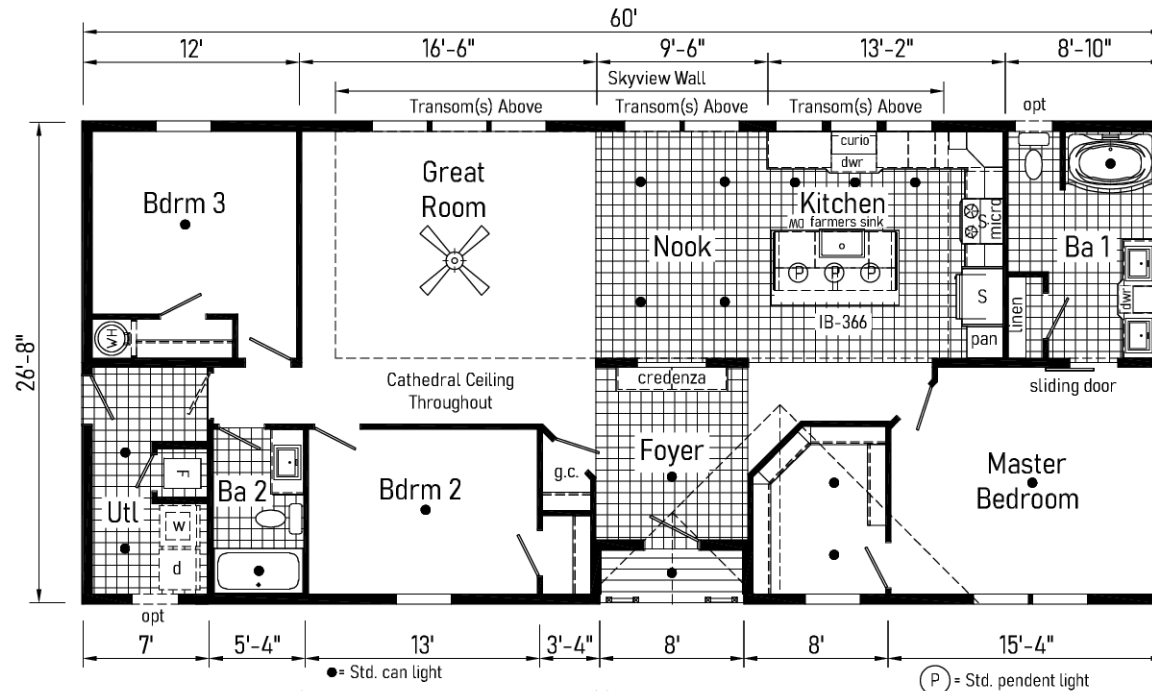 60'
12'
16'-6"
9'-6"
13'-2"
8'-10"
Skyview Wall
Transom(s) Above
Transom(s) Above
Transom(s) Above
opt
26'-8"
Bdrm 3
Great
Room
Nook
curio
dwr
Kitchen
DW
farmers sink
P
P
P
IB-366
S
micro
S
pan
Ba 1
linen
dwr
WH
Cathedral Ceiling
Throughout
credenza
sliding door
Foyer
g.c.
Master
Bedroom
Utl
F
w
d
Ba 2
Bdrm 2
opt
7'
5'-4"
13'
3'-4"
8'
8'
15'-4"
= Std. can light
P = Std. pendent light